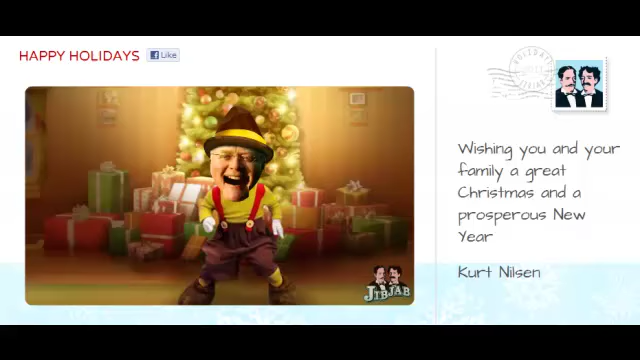 HAPPY HOLIDAYS
Like
Wishing you and your
family a great
Christmas and a
prosperous New
Year
Kurt Nilsen
JIBJAB